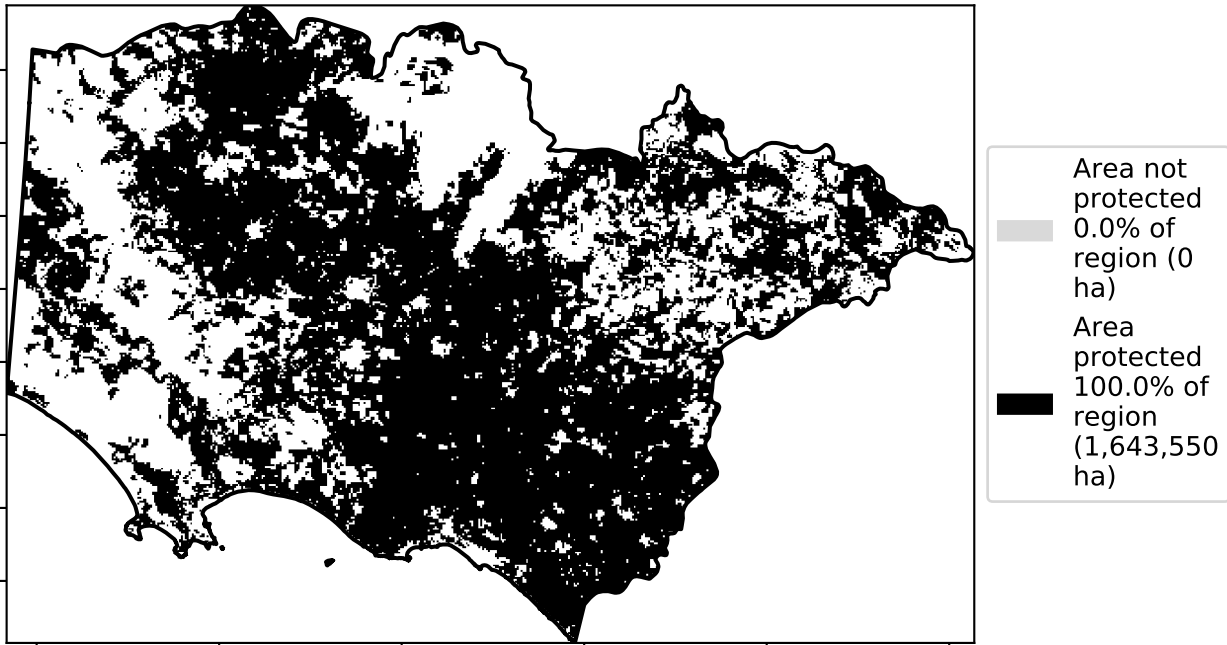 Area not
protected
0.0% of
region (0
ha)
Area
protected
100.0% of
region
(1,643,550
ha)